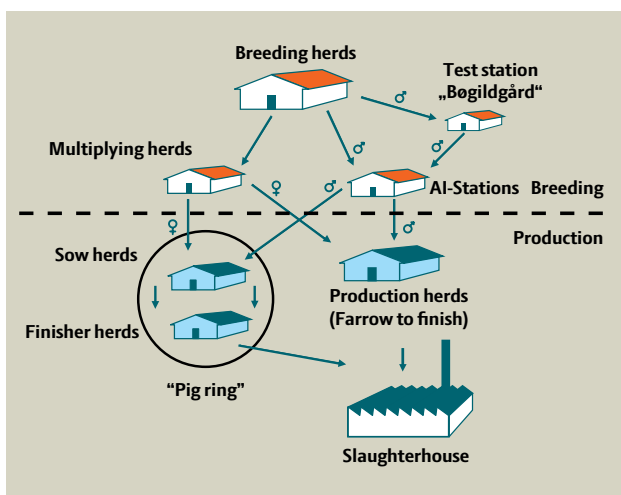 Breeding herds
Test station
„Bøgildgård“
♂
♂
♂
Multiplying herds
♀
♂
AI-Stations Breeding
♀
♂
Production
Sow herds
Production herds
(Farrow to finish)
Finisher herds
“Pig ring”
Slaughterhouse